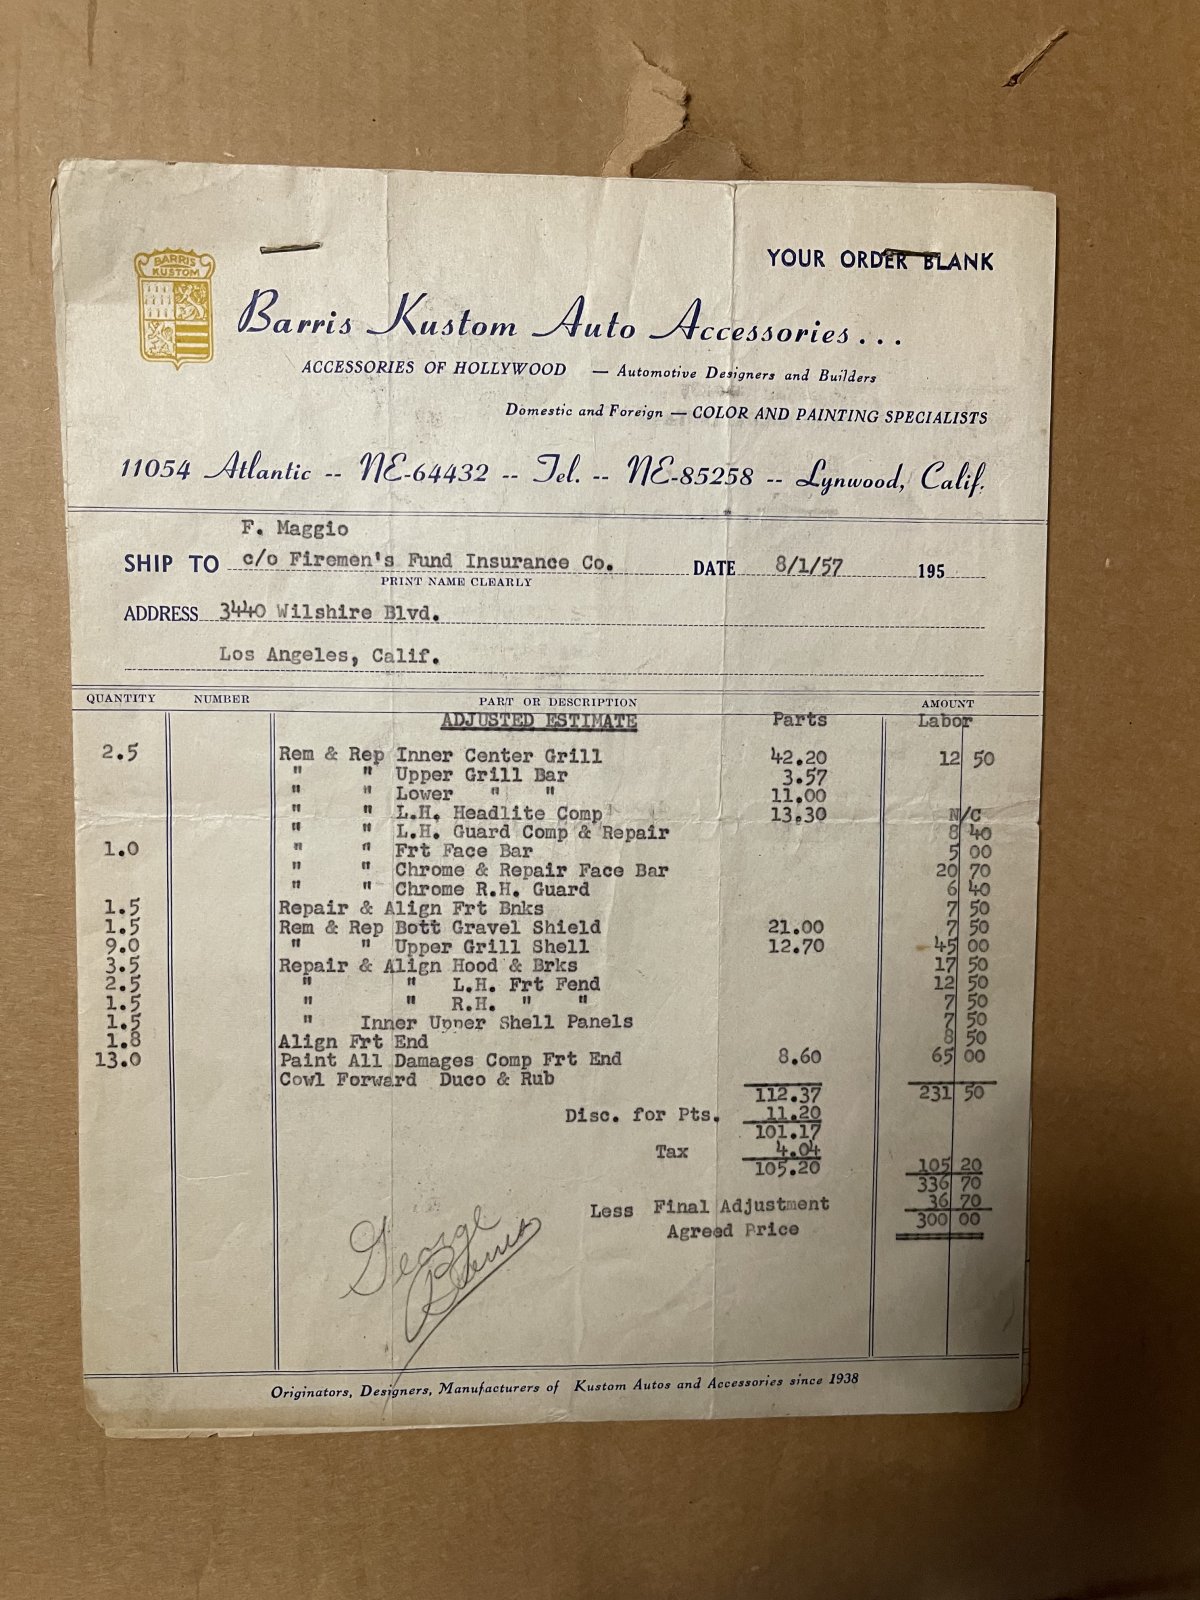 BARRIS
KUSTOM
YOUR ORDER BLANK
Barris Kustom Auto Accessories...
ACCESSORIES OF HOLLYWOOD — Automotive Designers and Builders
Domestic and Foreign — COLOR AND PAINTING SPECIALISTS
11054 Atlantic -- NE-64432 -- Tel. -- NE-85258 -- Lynwood, Calif.
F. Maggio
SHIP TO c/o Firemen's Fund Insurance Co. DATE 8/1/57 195
PRINT NAME CLEARLY
ADDRESS 3440 Wilshire Blvd.
Los Angeles, Calif.
QUANTITY NUMBER PART OR DESCRIPTION AMOUNT
ADJUSTED ESTIMATE Parts Labor
2.5 Rem & Rep Inner Center Grill 42.20 12 50
" " Upper Grill Bar 3.57
" " Lower " " 11.00
" " L.H. Headlite Comp 13.30 N/C
" " L.H. Guard Comp & Repair 8 40
1.0 " " Frt Face Bar 5 00
" " Chrome & Repair Face Bar 20 70
" " Chrome R.H. Guard 6 40
1.5 Repair & Align Frt Bnks 7 50
1.5 Rem & Rep Bott Gravel Shield 21.00 7 50
9.0 " " Upper Grill Shell 12.70 45 00
3.5 Repair & Align Hood & Brks 17 50
2.5 " " L.H. Frt Fend 12 50
1.5 " " R.H. " " 7 50
1.5 " Inner Upper Shell Panels 7 50
1.8 Align Frt End 8 50
13.0 Paint All Damages Comp Frt End 8.60 65 00
Cowl Forward Duco & Rub
112.37 231 50
Disc. for Pts. 11.20
101.17
Tax 4.04
105.20 105 20
336 70
Less Final Adjustment 36 70
Agreed Price 300 00
George
Barris
Originators, Designers, Manufacturers of Kustom Autos and Accessories since 1938